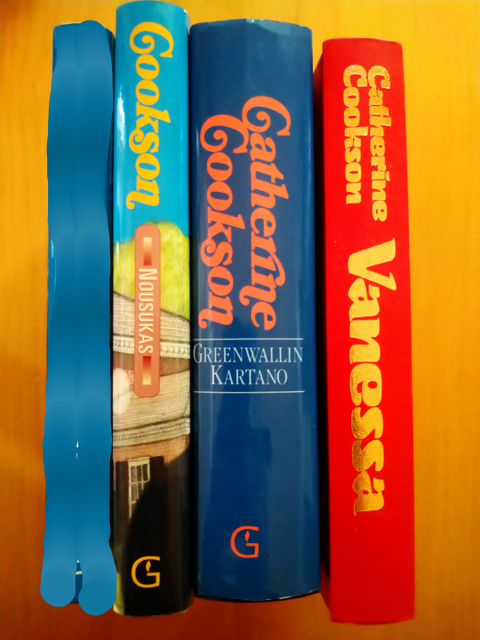 Cookson
NOUSUKAS
G
Catherine
Cookson
GREENWALLIN
KARTANO
G
Catherine
Cookson
Vanessa